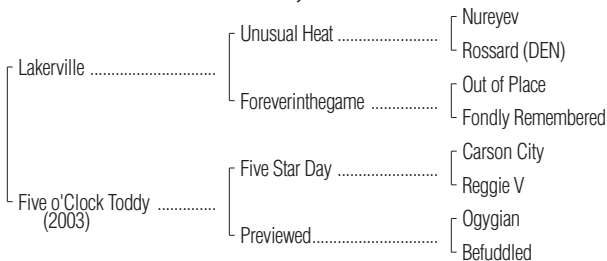 Nureyev
Unusual Heat ....................
Rossard (DEN)
Lakerville .........................
Out of Place
Foreverinthegame ...............
Fondly Remembered
Carson City
Five Star Day ....................
Reggie V
Five o'Clock Toddy ............
(2003)
Ogygian
Previewed.........................
Befuddled